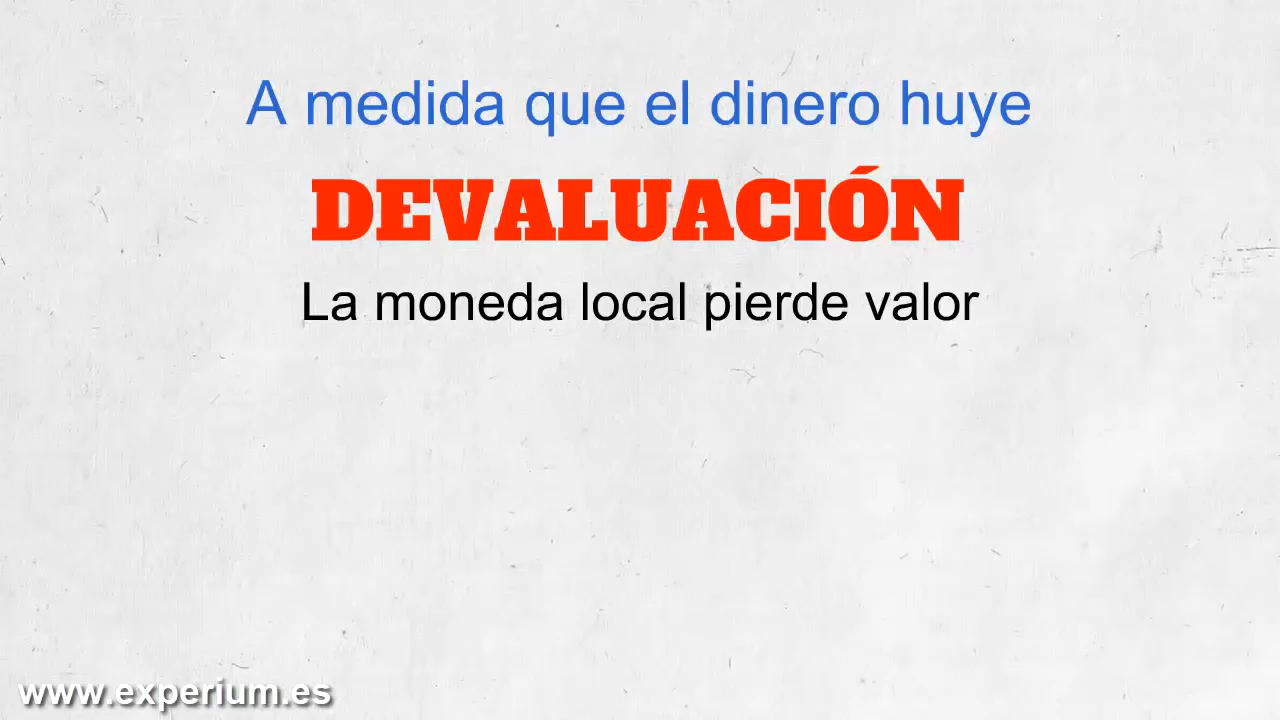 A medida que el dinero huye
DEVALUACIÓN
La moneda local pierde valor
www.experium.es